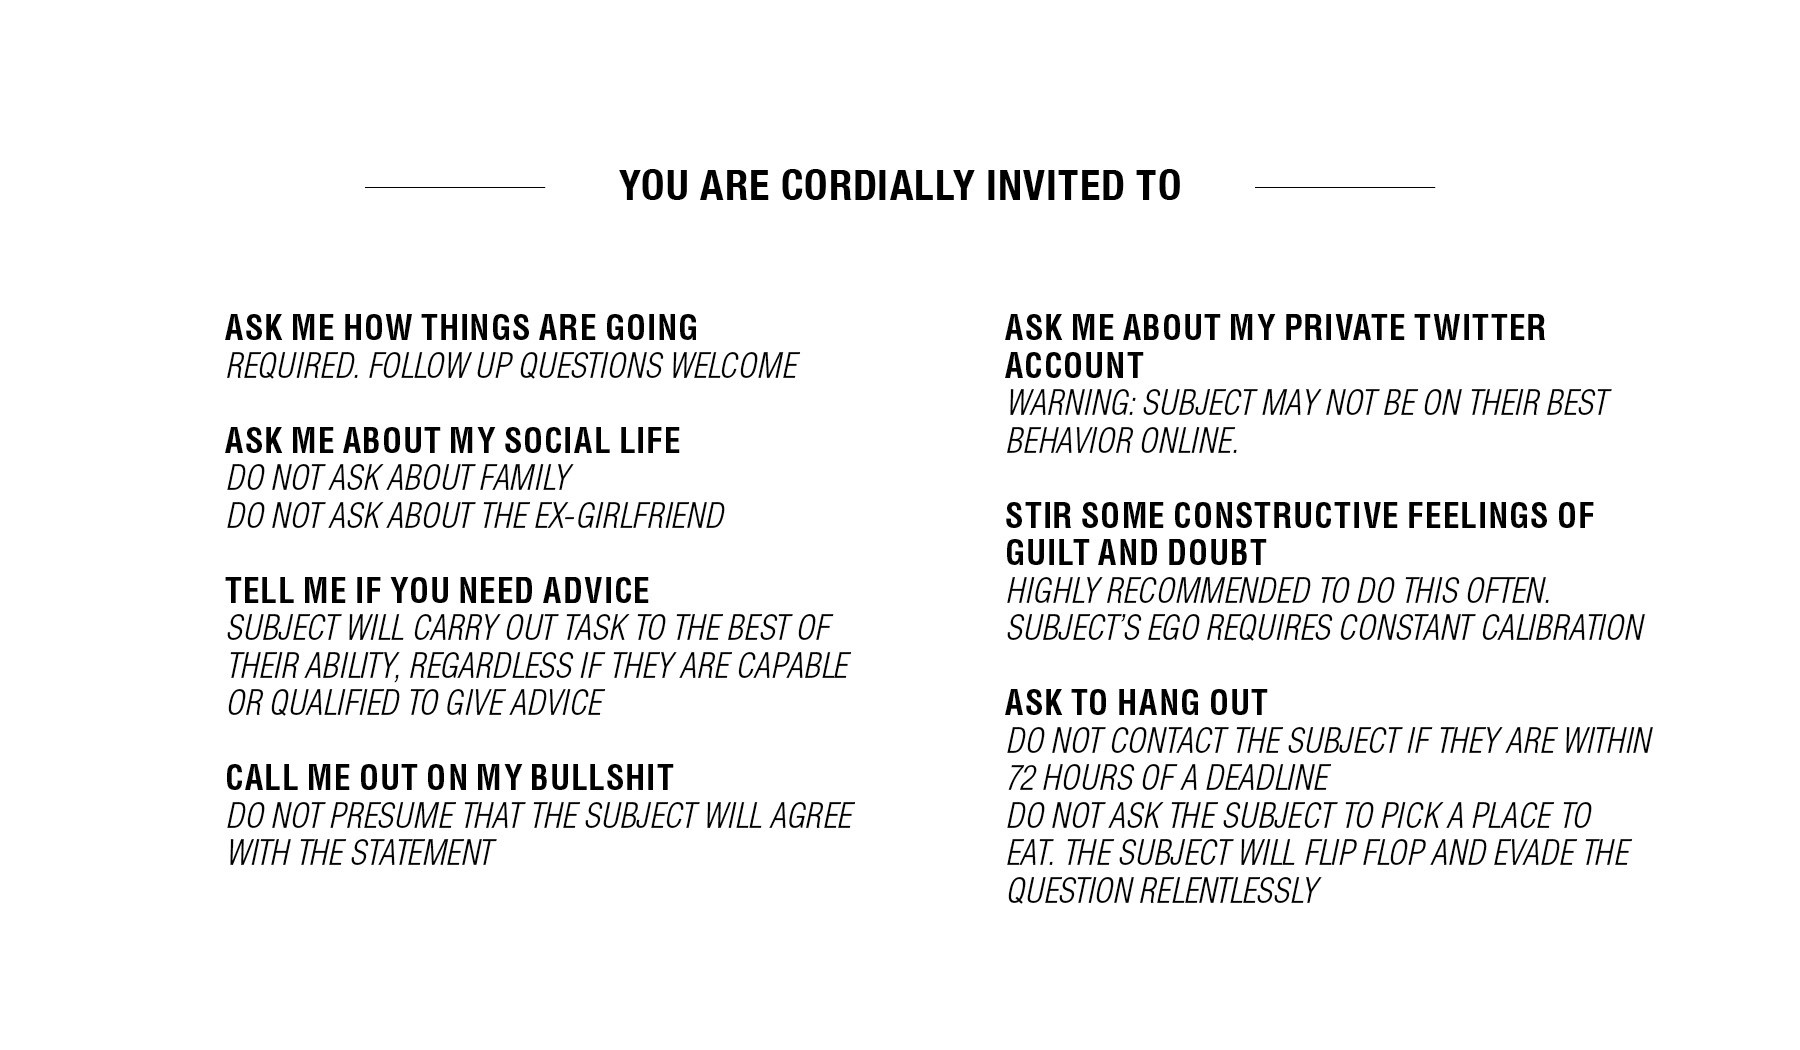 YOU ARE CORDIALLY INVITED TO
ASK ME HOW THINGS ARE GOING
REQUIRED. FOLLOW UP QUESTIONS WELCOME
ASK ME ABOUT MY SOCIAL LIFE
DO NOT ASK ABOUT FAMILY
DO NOT ASK ABOUT THE EX-GIRLFRIEND
TELL ME IF YOU NEED ADVICE
SUBJECT WILL CARRY OUT TASK TO THE BEST OF
THEIR ABILITY, REGARDLESS IF THEY ARE CAPABLE
OR QUALIFIED TO GIVE ADVICE
CALL ME OUT ON MY BULLSHIT
DO NOT PRESUME THAT THE SUBJECT WILL AGREE
WITH THE STATEMENT
ASK ME ABOUT MY PRIVATE TWITTER
ACCOUNT
WARNING: SUBJECT MAY NOT BE ON THEIR BEST
BEHAVIOR ONLINE.
STIR SOME CONSTRUCTIVE FEELINGS OF
GUILT AND DOUBT
HIGHLY RECOMMENDED TO DO THIS OFTEN.
SUBJECT'S EGO REQUIRES CONSTANT CALIBRATION
ASK TO HANG OUT
DO NOT CONTACT THE SUBJECT IF THEY ARE WITHIN
72 HOURS OF A DEADLINE
DO NOT ASK THE SUBJECT TO PICK A PLACE TO
EAT. THE SUBJECT WILL FLIP FLOP AND EVADE THE
QUESTION RELENTLESSLY